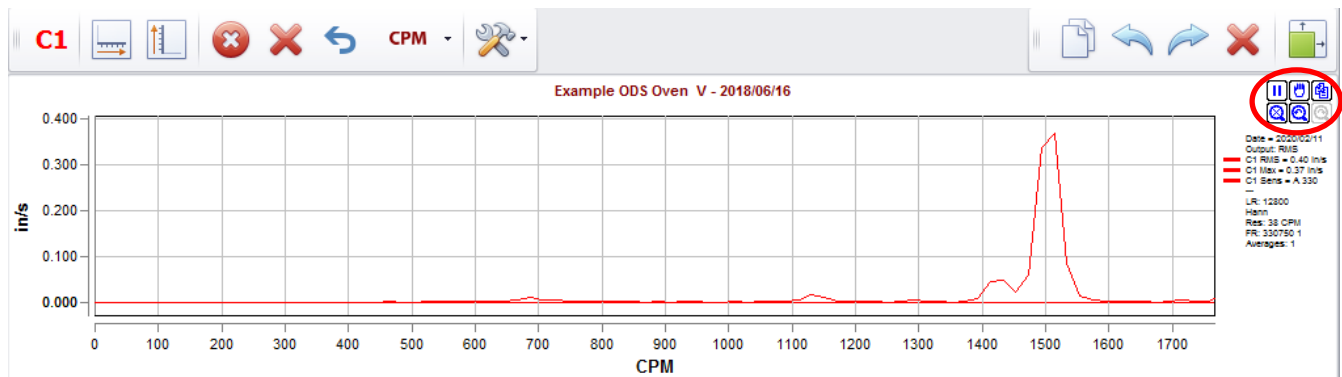 C1
CPM
Example ODS Oven V - 2018/06/16
0.400
0.300
0.200
0.100
0.000
in/s
0
100
200
300
400
500
600
700
800
900
1000
1100
1200
1300
1400
1500
1600
1700
CPM
Date = 2020/02/11
Output: RMS
C1 RMS = 0.40 in/s
C1 Max = 0.37 in/s
C1 Sens = A 330
---
LR: 12800
Hann
Res: 38 CPM
FR: 330750 1
Averages: 1